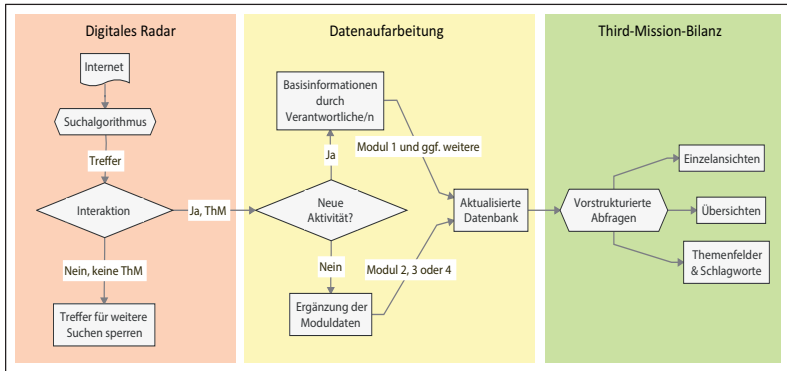 Digitales Radar
Internet
Suchalgorithmus
Treffer
Interaktion
Ja, ThM
Nein, keine ThM
Treffer für weitere
Suchen sperren
Datenaufarbeitung
Basisinformationen
durch
Verantwortliche/n
Ja
Modul 1 und ggf. weitere
Neue
Aktivität?
Nein
Modul 2, 3 oder 4
Ergänzung der
Moduldaten
Aktualisierte
Datenbank
Third-Mission-Bilanz
Vorstrukturierte
Abfragen
Einzelansichten
Übersichten
Themenfelder
& Schlagworte